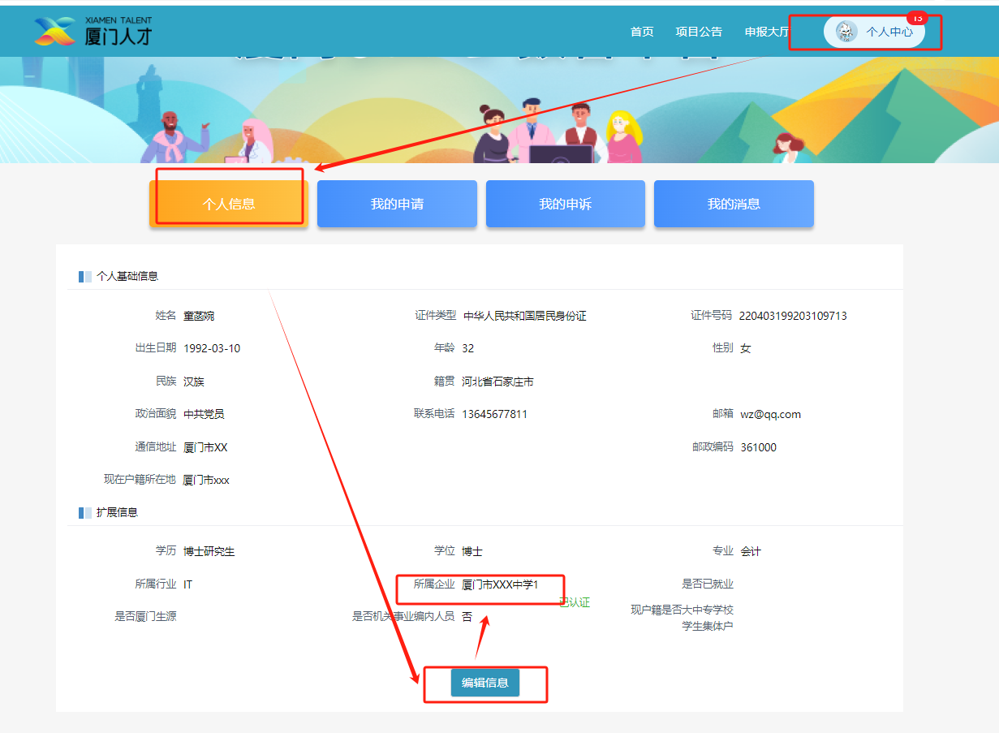 XIAMEN TALENT
厦门人才
首页 项目公告 申报大厅 个人中心 15
个人信息 我的申请 我的申诉 我的消息
个人基础信息
姓名 童菡婉 证件类型 中华人民共和国居民身份证 证件号码 220403199203109713
出生日期 1992-03-10 年龄 32 性别 女
民族 汉族 籍贯 河北省石家庄市
政治面貌 中共党员 联系电话 13645677811 邮箱 wz@qq.com
通信地址 厦门市XX 邮政编码 361000
现在户籍所在地 厦门市xxx
扩展信息
学历 博士研究生 学位 博士 专业 会计
所属行业 IT 所属企业 厦门市XXX中学1 是否已就业
已认证
是否厦门生源 是否机关事业编内人员 否 现户籍是否大中专学校
学生集体户
编辑信息